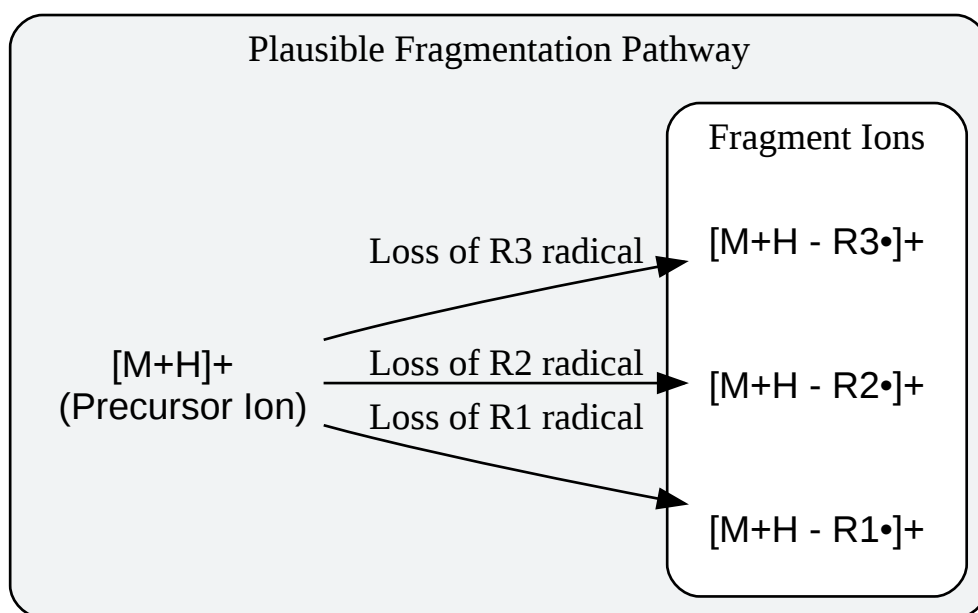 Plausible Fragmentation Pathway
Fragment Ions
Loss of R3 radical
[M+H - R3•]+
[M+H]+
(Precursor Ion)
Loss of R2 radical
[M+H - R2•]+
Loss of R1 radical
[M+H - R1•]+